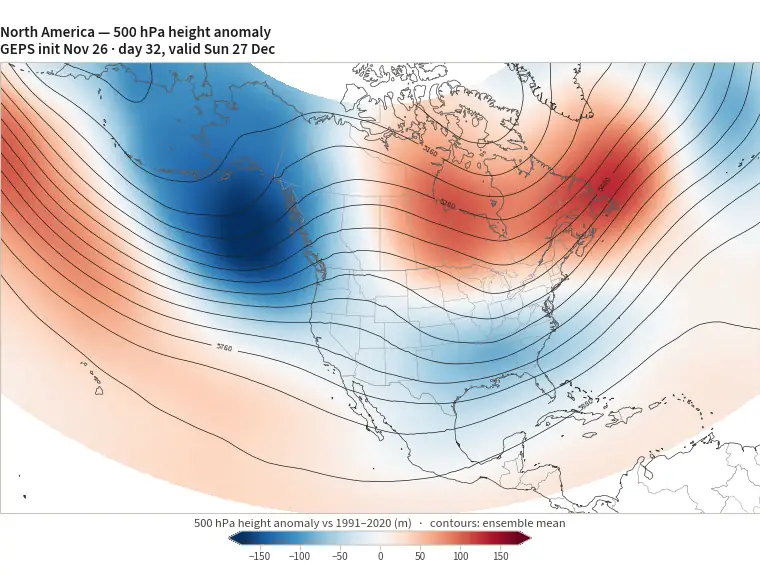 North America — 500 hPa height anomaly
GEPS init Nov 26 · day 32, valid Sun 27 Dec
5160
5760
500 hPa height anomaly vs 1991–2020 (m) · contours: ensemble mean
−150 −100 −50 0 50 100 150